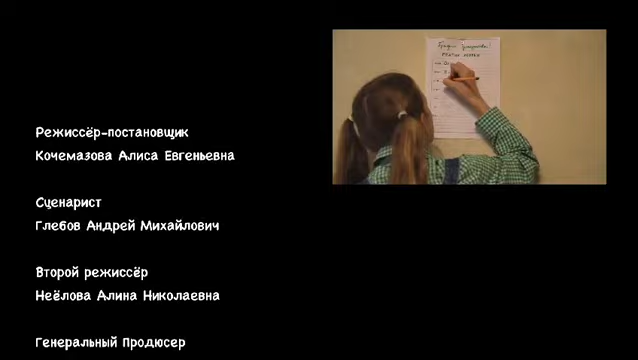 Режиссёр-постановщик
Кочемазова Алиса Евгеньевна
Сценарист
Глебов Андрей Михайлович
Второй режиссёр
Неёлова Алина Николаевна
Генеральный Продюсер